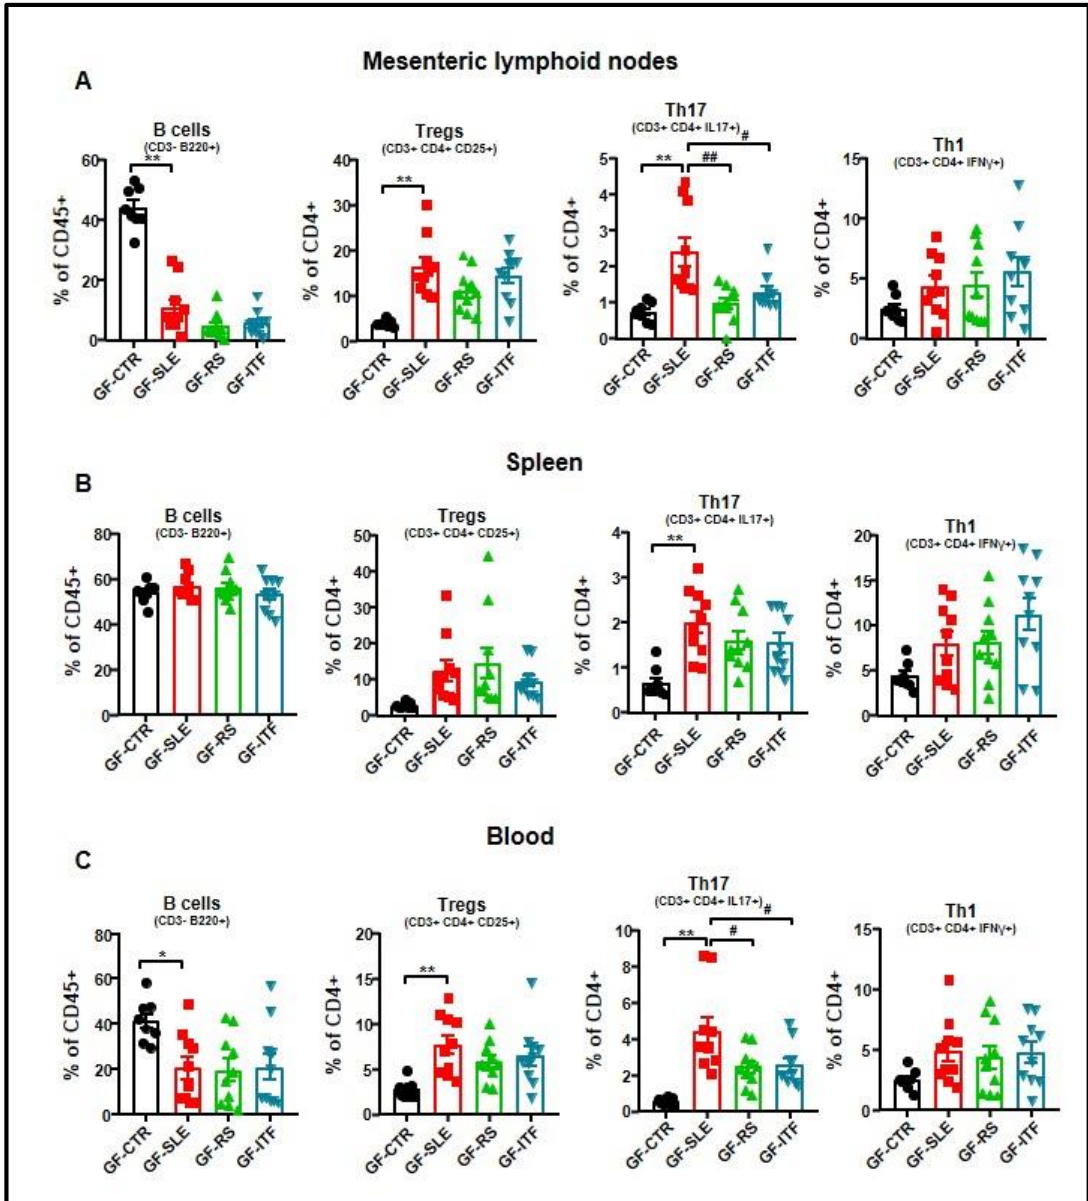 Mesenteric lymphoid nodes
A
B cells
(CD3- B220+)
**
% of CD45+
60
40
20
0
GF-CTR
GF-SLE
GF-RS
GF-ITF
Tregs
(CD3+ CD4+ CD25+)
**
% of CD4+
40
30
20
10
0
GF-CTR
GF-SLE
GF-RS
GF-ITF
Th17
(CD3+ CD4+ IL17+)
#
** ##
% of CD4+
5
4
3
2
1
0
GF-CTR
GF-SLE
GF-RS
GF-ITF
Th1
(CD3+ CD4+ IFNγ+)
% of CD4+
15
10
5
0
GF-CTR
GF-SLE
GF-RS
GF-ITF
Spleen
B
B cells
(CD3- B220+)
% of CD45+
80
60
40
20
0
GF-CTR
GF-SLE
GF-RS
GF-ITF
Tregs
(CD3+ CD4+ CD25+)
% of CD4+
50
40
30
20
10
0
GF-CTR
GF-SLE
GF-RS
GF-ITF
Th17
(CD3+ CD4+ IL17+)
**
% of CD4+
4
3
2
1
0
GF-CTR
GF-SLE
GF-RS
GF-ITF
Th1
(CD3+ CD4+ IFNγ+)
% of CD4+
20
15
10
5
0
GF-CTR
GF-SLE
GF-RS
GF-ITF
Blood
C
B cells
(CD3- B220+)
*
% of CD45+
80
60
40
20
0
GF-CTR
GF-SLE
GF-RS
GF-ITF
Tregs
(CD3+ CD4+ CD25+)
**
% of CD4+
20
15
10
5
0
GF-CTR
GF-SLE
GF-RS
GF-ITF
Th17
(CD3+ CD4+ IL17+)
#
** #
% of CD4+
10
8
6
4
2
0
GF-CTR
GF-SLE
GF-RS
GF-ITF
Th1
(CD3+ CD4+ IFNγ+)
% of CD4+
15
10
5
0
GF-CTR
GF-SLE
GF-RS
GF-ITF